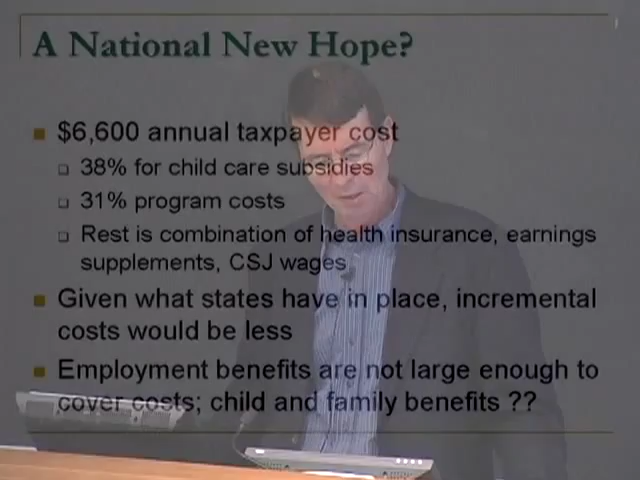 A National New Hope?
$6,600 annual taxpayer cost
38% for child care subsidies
31% program costs
Rest is combination of health insurance, earnings
supplements, CSJ wages
Given what states have in place, incremental
costs would be less
Employment benefits are not large enough to
cover costs; child and family benefits ??